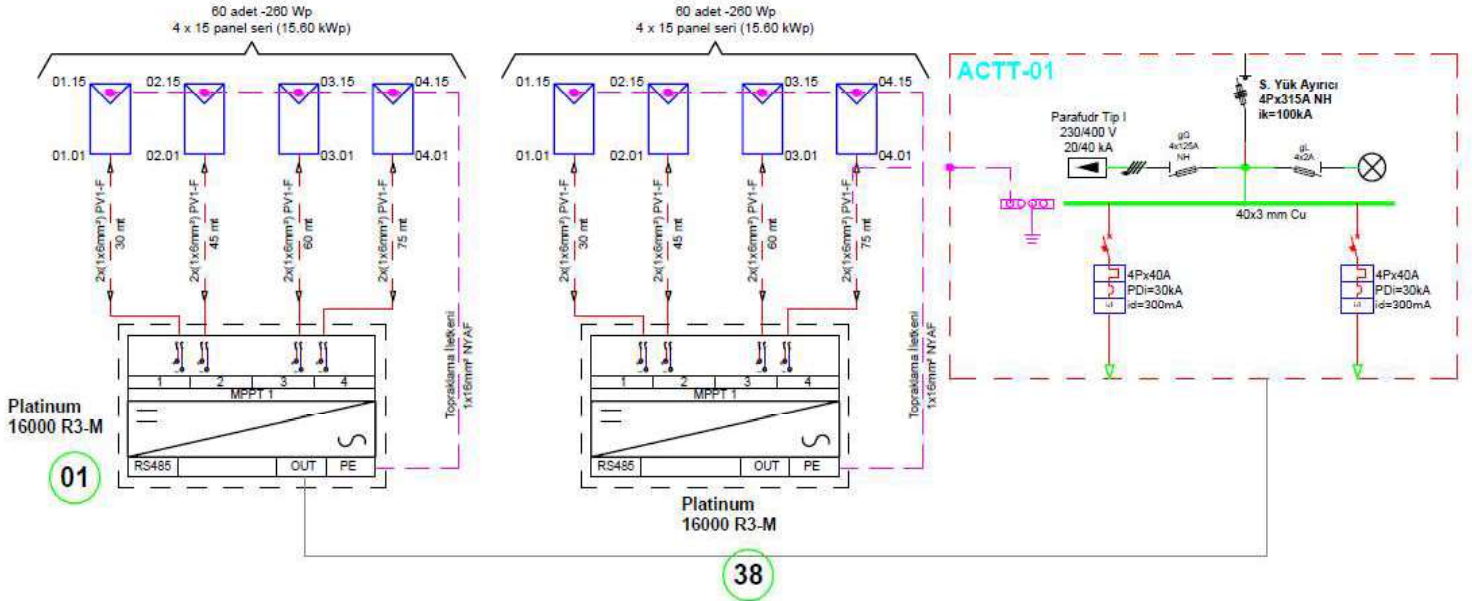 60 adet -260 Wp
4 x 15 panel seri (15.60 kWp)
01.15
02.15
03.15
04.15
01.01
02.01
03.01
04.01
2x(1x6mm²) PV1-F
30 mt
2x(1x6mm²) PV1-F
45 mt
2x(1x6mm²) PV1-F
60 mt
2x(1x6mm²) PV1-F
75 mt
Topraklama İletkeni
1x16mm² NYAF
1
2
3
4
MPPT 1
RS485
OUT
PE
Platinum
16000 R3-M
01
60 adet -260 Wp
4 x 15 panel seri (15.60 kWp)
01.15
02.15
03.15
04.15
01.01
02.01
03.01
04.01
2x(1x6mm²) PV1-F
30 mt
2x(1x6mm²) PV1-F
45 mt
2x(1x6mm²) PV1-F
60 mt
2x(1x6mm²) PV1-F
75 mt
Topraklama İletkeni
1x16mm² NYAF
1
2
3
4
MPPT 1
RS485
OUT
PE
Platinum
16000 R3-M
38
ACTT-01
S. Yük Ayırıcı
4Px315A NH
ik=100kA
Parafudr Tip I
230/400 V
20/40 kA
gG
4x125A
NH
gL
4x2A
40x3 mm Cu
4Px40A
PDi=30kA
id=300mA
4Px40A
PDi=30kA
id=300mA